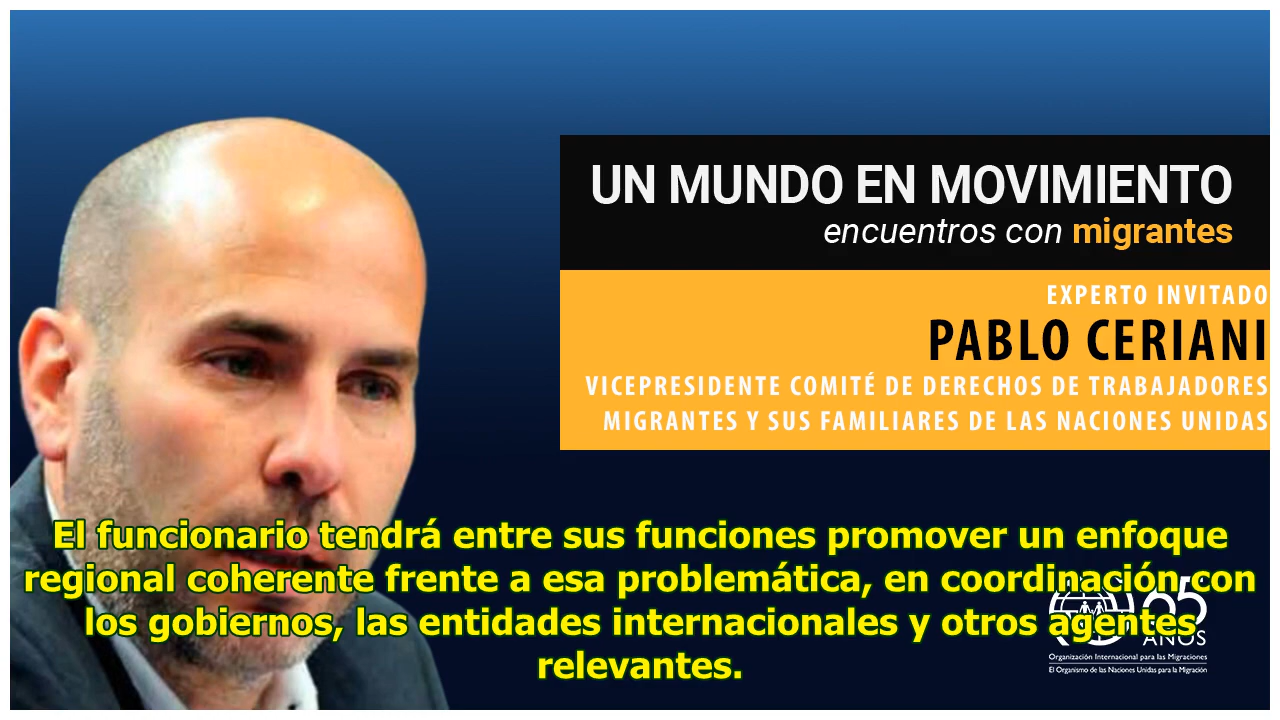 UN MUNDO EN MOVIMIENTO
encuentros con migrantes
EXPERTO INVITADO
PABLO CERIANI
VICEPRESIDENTE COMITÉ DE DERECHOS DE TRABAJADORES
MIGRANTES Y SUS FAMILIARES DE LAS NACIONES UNIDAS
El funcionario tendrá entre sus funciones promover un enfoque
regional coherente frente a esa problemática, en coordinación con
los gobiernos, las entidades internacionales y otros agentes
relevantes.
65
AÑOS
Organización Internacional para las Migraciones
El Organismo de las Naciones Unidas para la Migración